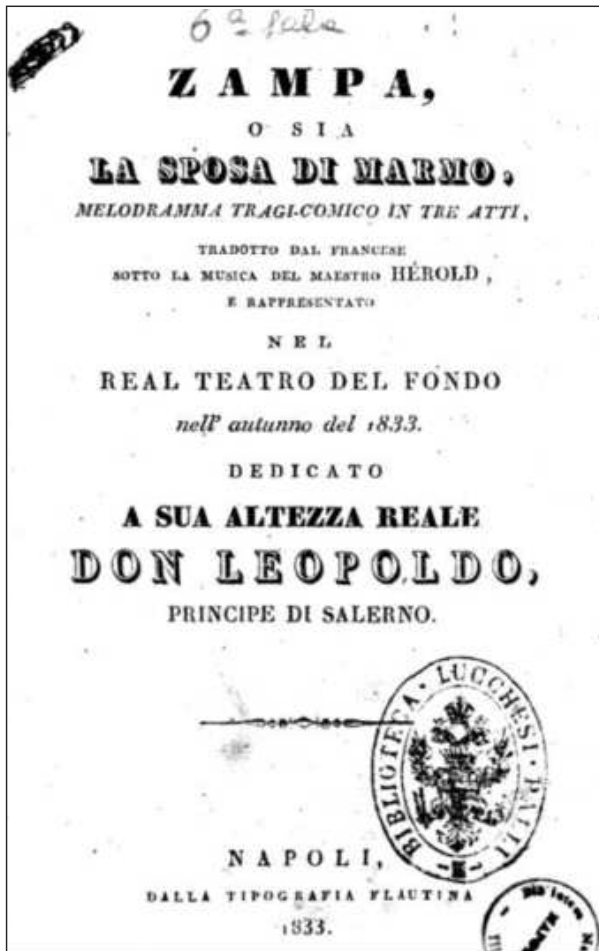 6ª sala
ZAMPA,
OSIA
LA SPOSA DI MARMO,
MELODRAMMA TRAGI-COMICO IN TRE ATTI,
TRADOTTO DAL FRANCESE
SOTTO LA MUSICA DEL MAESTRO HÉROLD,
E RAPPRESENTATO
NEL
REAL TEATRO DEL FONDO
nell' autunno del 1833.
DEDICATO
A SUA ALTEZZA REALE
DON LEOPOLDO,
PRINCIPE DI SALERNO.
BIBLIOTECA · LUCCHESI · PALLI
NAPOLI,
DALLA TIPOGRAFIA FLAUTINA
1833.